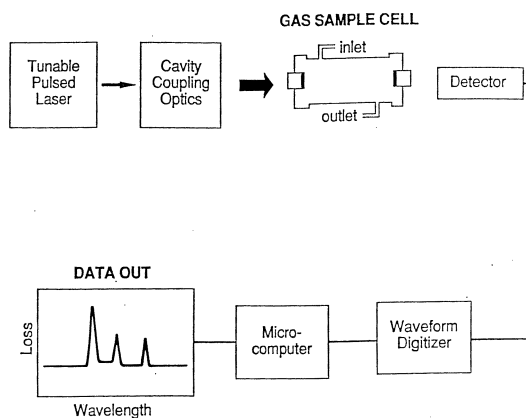 GAS SAMPLE CELL
Tunable
Pulsed
Laser
Cavity
Coupling
Optics
inlet
outlet
Detector
DATA OUT
Loss
Wavelength
Micro-
computer
Waveform
Digitizer